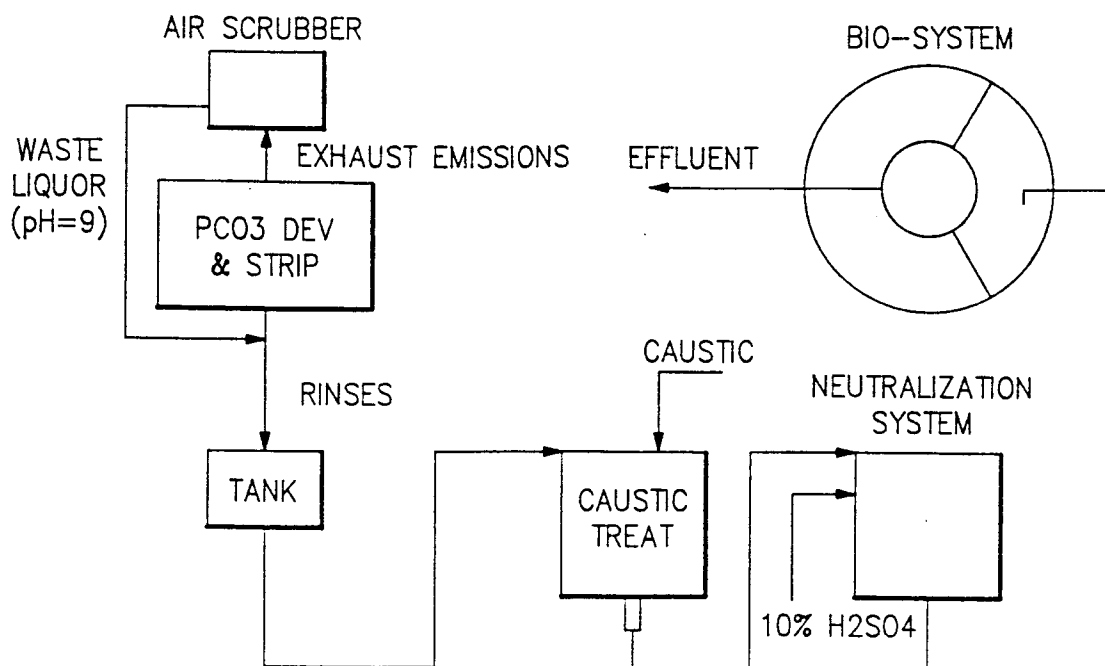 AIR SCRUBBER
BIO-SYSTEM
WASTE
LIQUOR
(pH=9)
EXHAUST EMISSIONS
EFFLUENT
PCO3 DEV
& STRIP
RINSES
CAUSTIC
NEUTRALIZATION
SYSTEM
TANK
CAUSTIC
TREAT
10% H2SO4